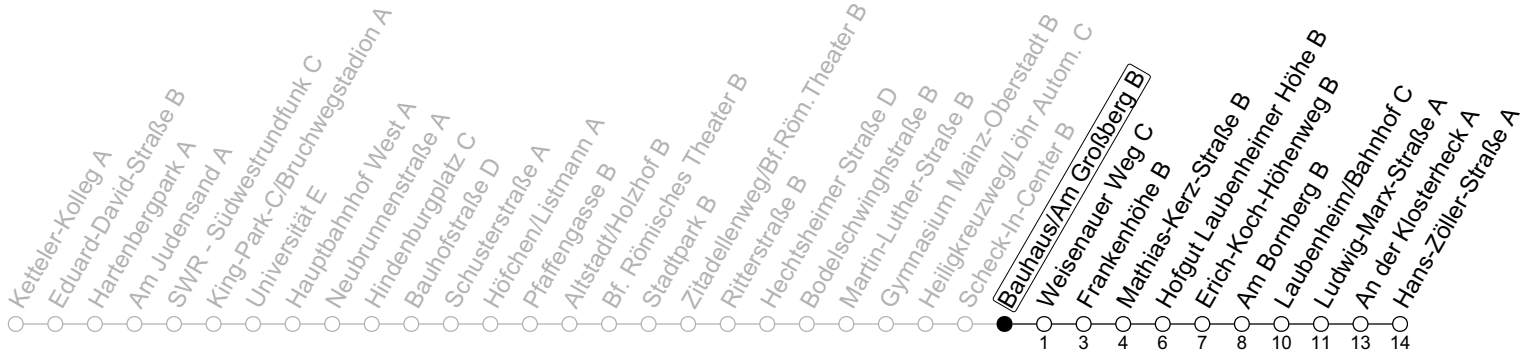 Ketteler-Kolleg A
Eduard-David-Straße B
Hartenbergpark A
Am Judensand A
SWR - Südwestrundfunk C
King-Park-C/Bruchwegstadion A
Universität E
Hauptbahnhof West A
Neubrunnenstraße A
Hindenburgplatz C
Bauhofstraße D
Schusterstraße A
Höfchen/Listmann A
Pfaffengasse B
Altstadt/Holzhof B
Bf. Römisches Theater B
Stadtpark B
Zitadellenweg/Bf.Röm.Theater B
Ritterstraße B
Hechtsheimer Straße D
Bodelschwinghstraße B
Martin-Luther-Straße B
Gymnasium Mainz-Oberstadt B
Heiligkreuzweg/Löhr Autom. C
Scheck-In-Center B
Bauhaus/Am Großberg B
Weisenauer Weg C
Frankenhöhe B
Mathias-Kerz-Straße B
Hofgut Laubenheimer Höhe B
Erich-Koch-Höhenweg B
Am Bornberg B
Laubenheim/Bahnhof C
Ludwig-Marx-Straße A
An der Klosterheck A
Hans-Zöller-Straße A
1 3 4 6 7 8 10 11 13 14